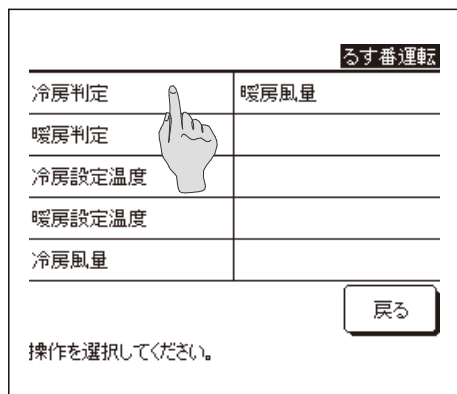 るす番運転
冷房判定 暖房風量
暖房判定
冷房設定温度
暖房設定温度
冷房風量
戻る
操作を選択してください。